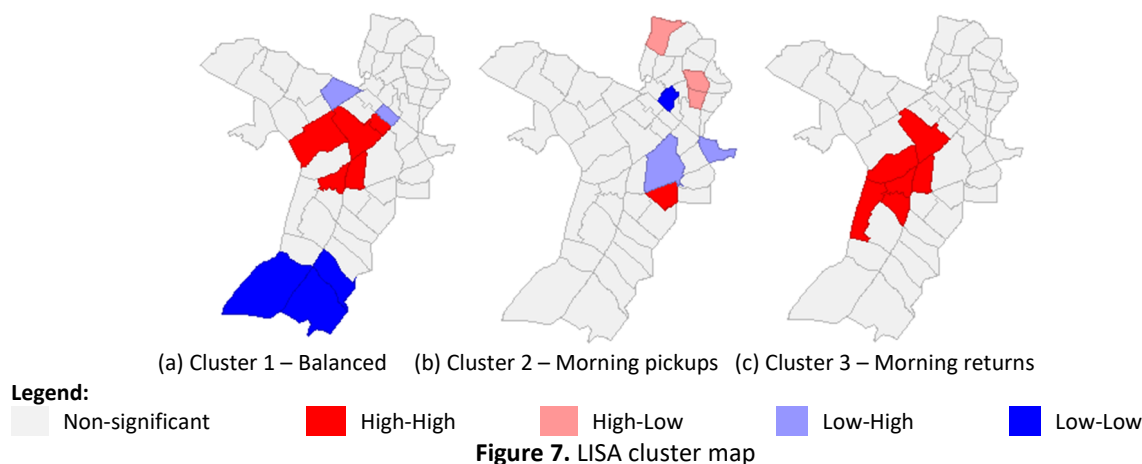 (a) Cluster 1 – Balanced (b) Cluster 2 – Morning pickups (c) Cluster 3 – Morning returns
Legend:
Non-significant High-High High-Low Low-High Low-Low
Figure 7. LISA cluster map